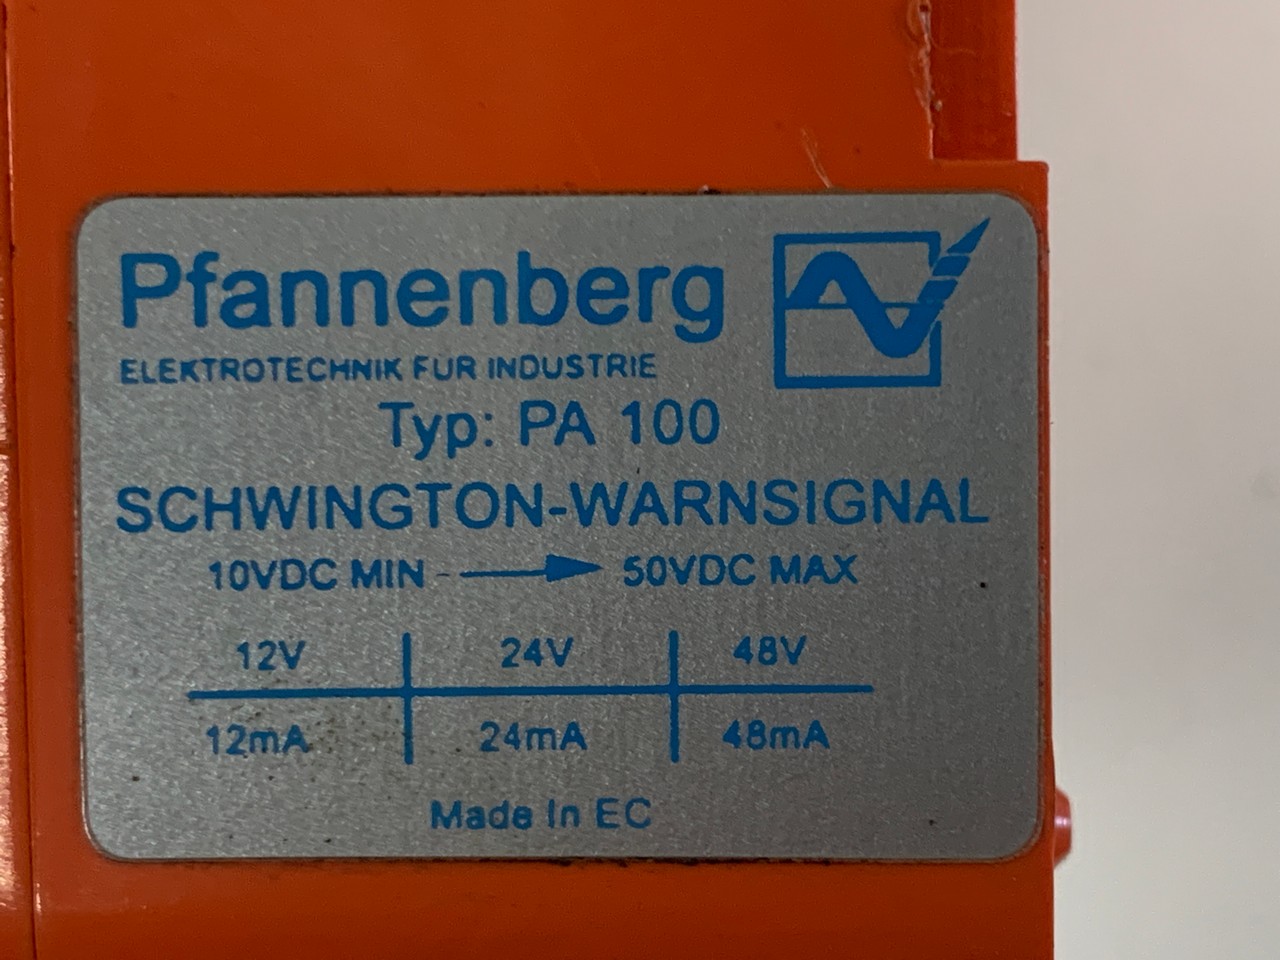 Pfannenberg
ELEKTROTECHNIK FÜR INDUSTRIE
Typ: PA 100
SCHWINGTON-WARNSIGNAL
10VDC MIN → 50VDC MAX
12V 24V 48V
12mA 24mA 48mA
Made in EC